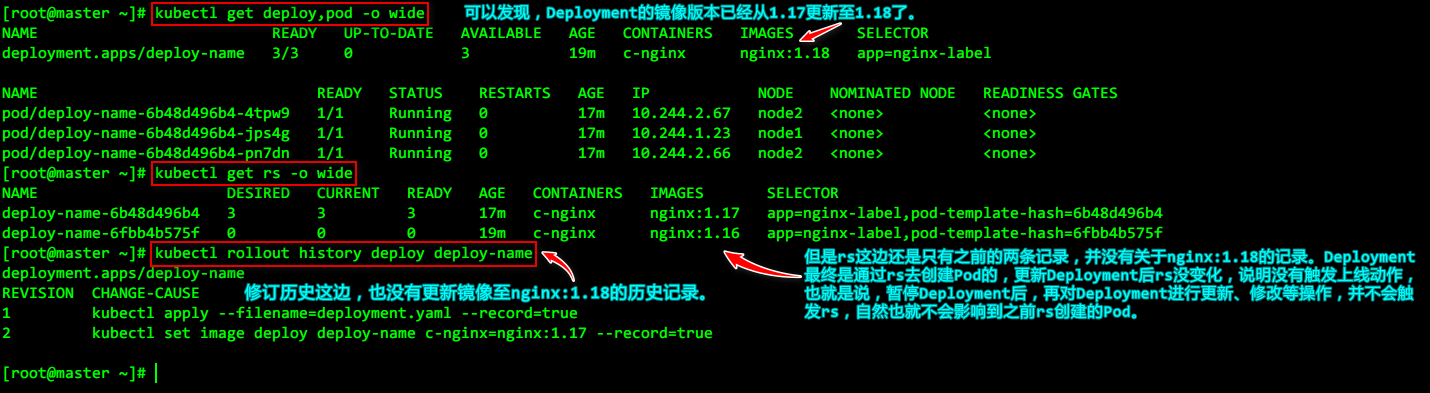 [root@master ~]# kubectl get deploy,pod -o wide 可以发现，Deployment的镜像版本已经从1.17更新至1.18了。
NAME READY UP-TO-DATE AVAILABLE AGE CONTAINERS IMAGES SELECTOR
deployment.apps/deploy-name 3/3 0 3 19m c-nginx nginx:1.18 app=nginx-label
NAME READY STATUS RESTARTS AGE IP NODE NOMINATED NODE READINESS GATES
pod/deploy-name-6b48d496b4-4tpw9 1/1 Running 0 17m 10.244.2.67 node2 <none> <none>
pod/deploy-name-6b48d496b4-jps4g 1/1 Running 0 17m 10.244.1.23 node1 <none> <none>
pod/deploy-name-6b48d496b4-pn7dn 1/1 Running 0 17m 10.244.2.66 node2 <none> <none>
[root@master ~]# kubectl get rs -o wide
NAME DESIRED CURRENT READY AGE CONTAINERS IMAGES SELECTOR
deploy-name-6b48d496b4 3 3 3 17m c-nginx nginx:1.17 app=nginx-label,pod-template-hash=6b48d496b4
deploy-name-6fbb4b575f 0 0 0 19m c-nginx nginx:1.16 app=nginx-label,pod-template-hash=6fbb4b575f
[root@master ~]# kubectl rollout history deploy deploy-name
deployment.apps/deploy-name
REVISION CHANGE-CAUSE
1 kubectl apply --filename=deployment.yaml --record=true
2 kubectl set image deploy deploy-name c-nginx=nginx:1.17 --record=true
修订历史这边，也没有更新镜像至nginx:1.18的历史记录。
但是rs这边还是只有之前的两条记录，并没有关于nginx:1.18的记录。Deployment
最终是通过rs去创建Pod的，更新Deployment后rs没变化，说明没有触发上线动作，
也就是说，暂停Deployment后，再对Deployment进行更新、修改等操作，并不会触
发rs，自然也就不会影响到之前rs创建的Pod。
[root@master ~]#